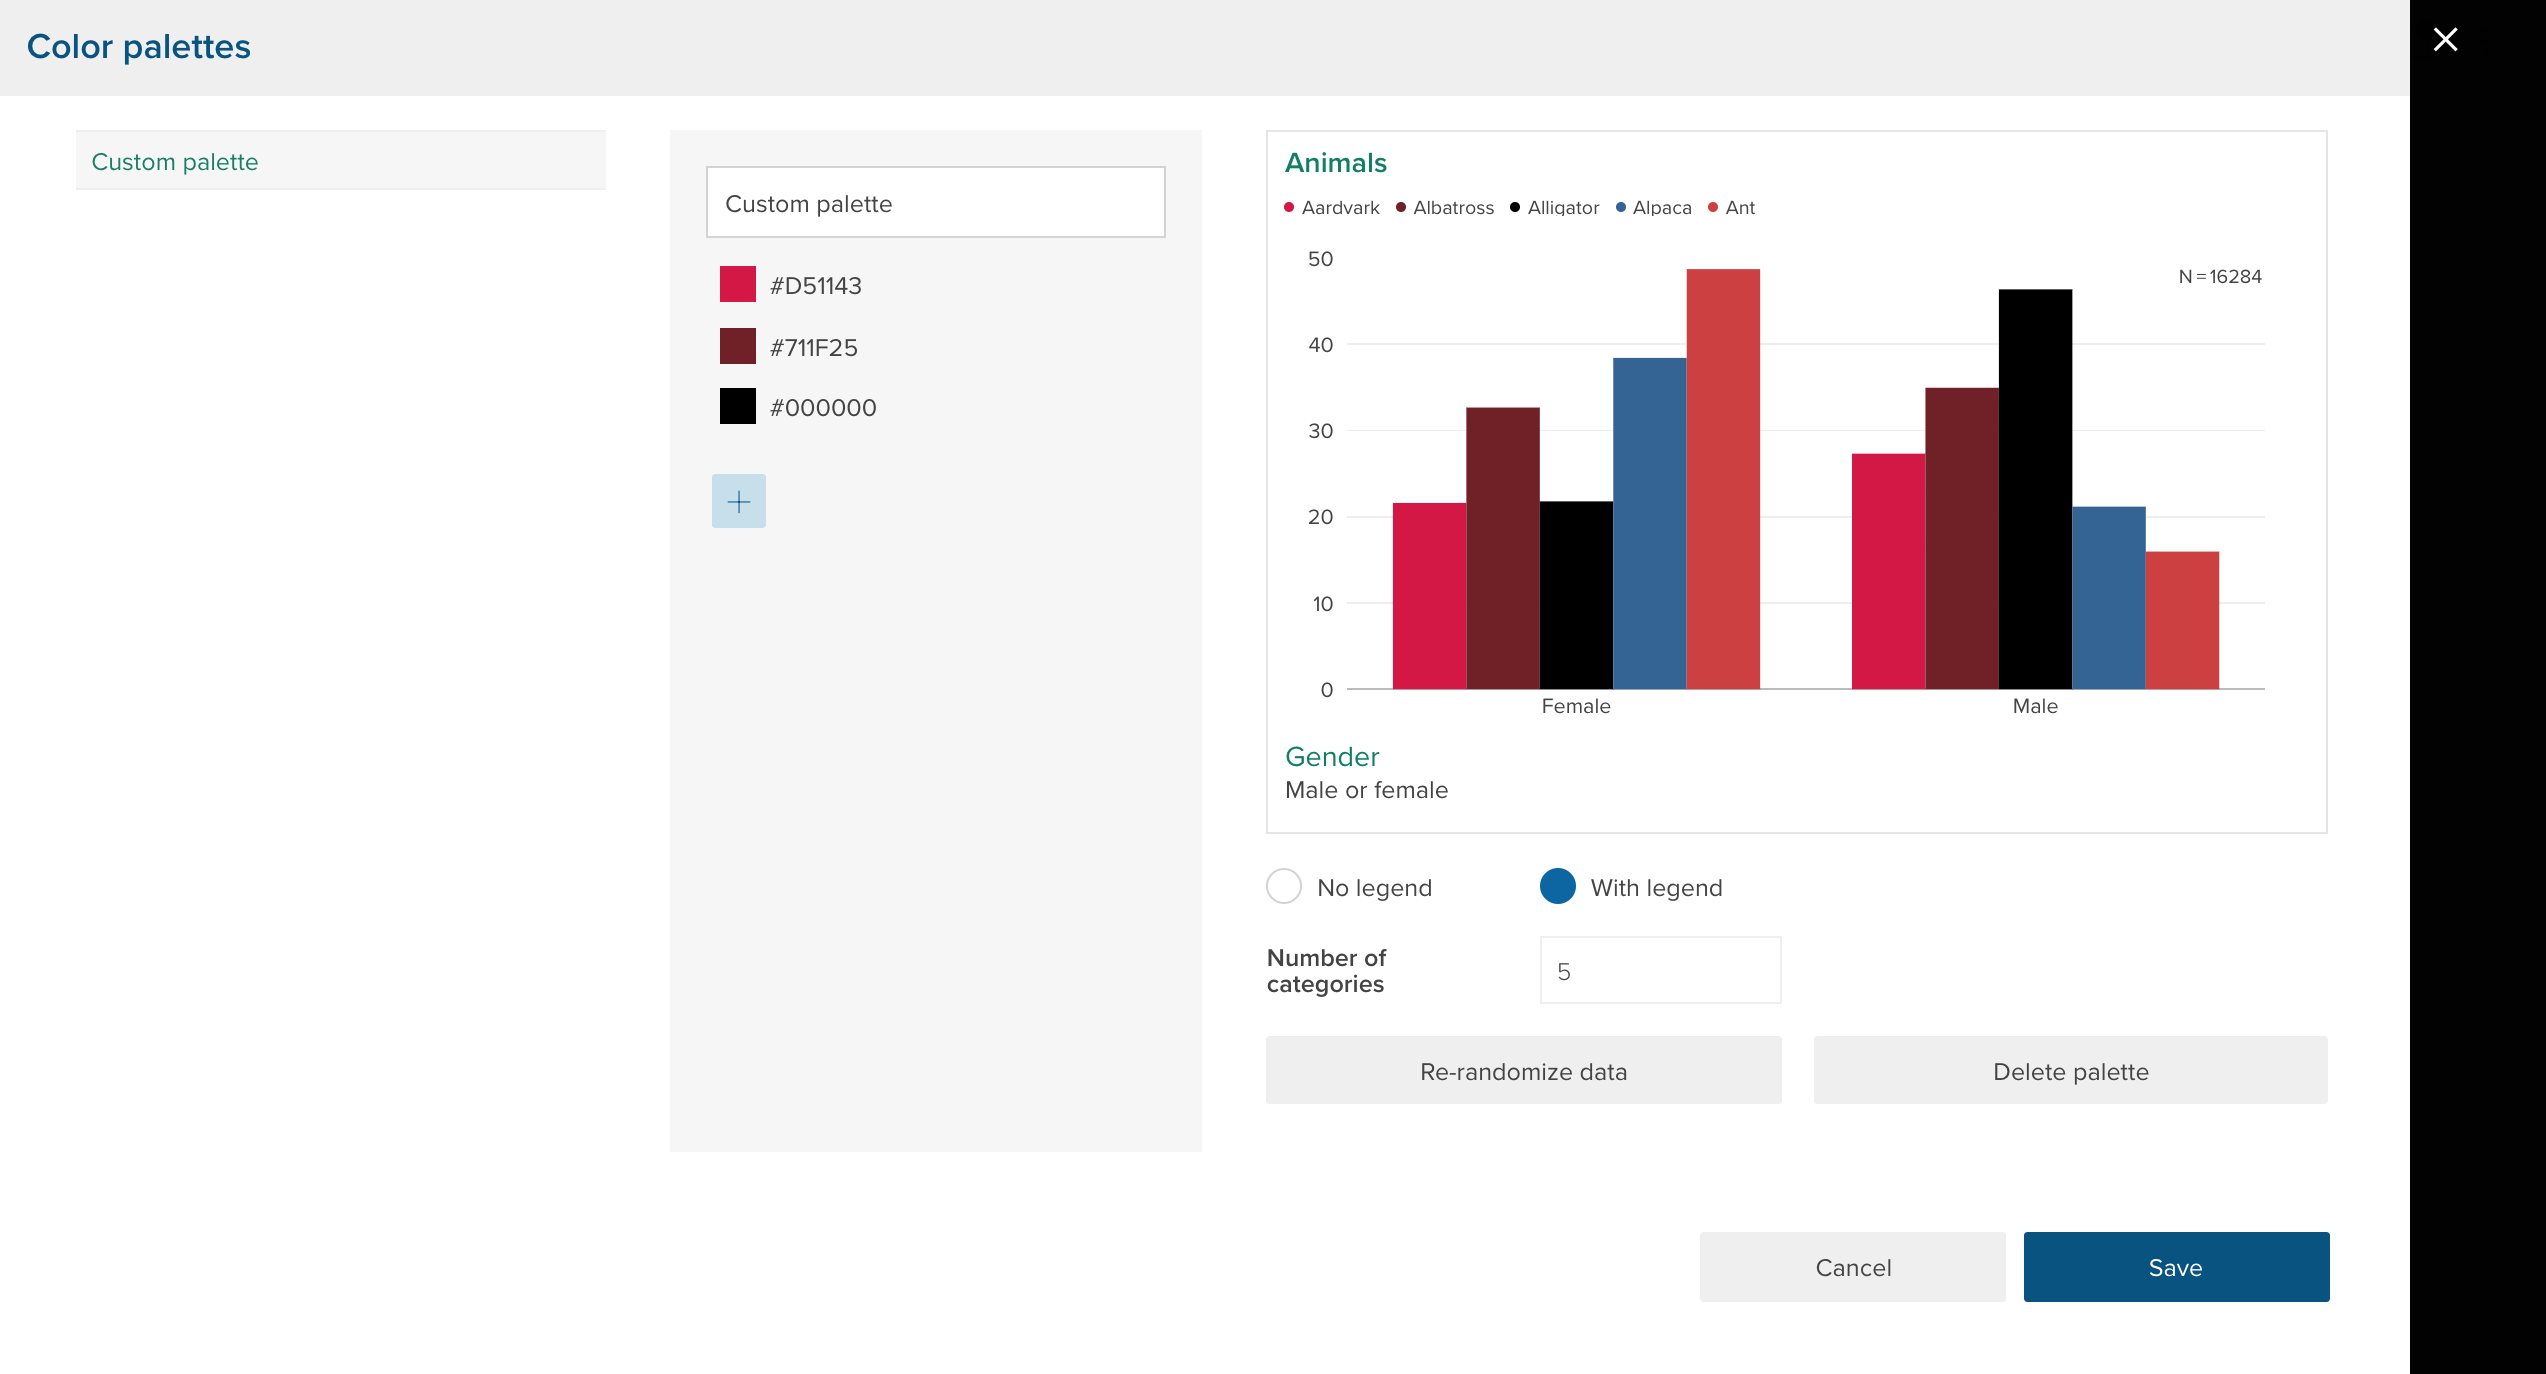 Color palettes
Custom palette
Custom palette
#D51143
#711F25
#000000
Animals
Aardvark Albatross Alligator Alpaca Ant
50
N = 16284
40
30
20
10
0
Female Male
Gender
Male or female
No legend With legend
Number of
categories
5
Re-randomize data Delete palette
Cancel Save